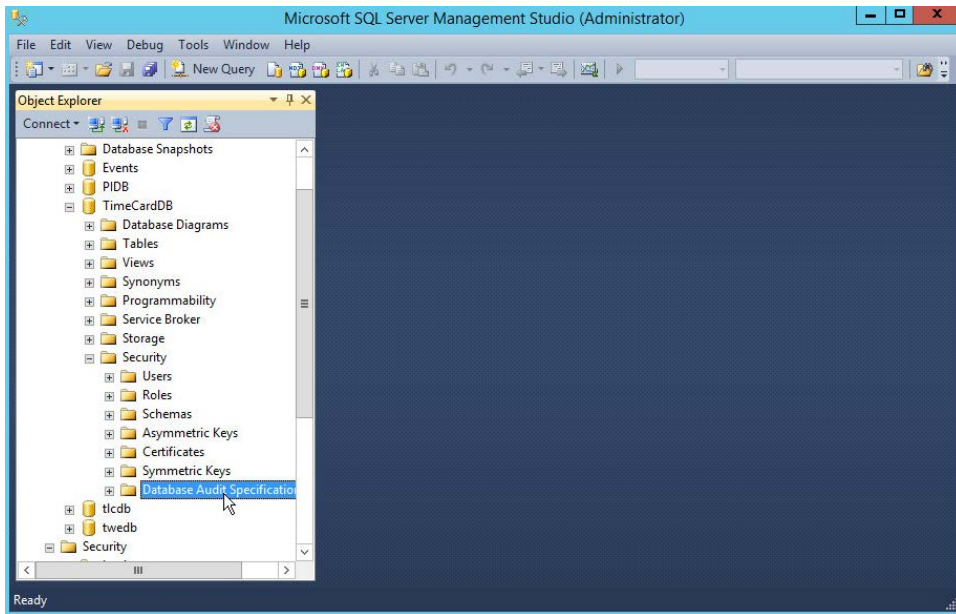 Microsoft SQL Server Management Studio (Administrator)
File Edit View Debug Tools Window Help
New Query
Object Explorer
Connect
Database Snapshots
Events
PIDB
TimeCardDB
Database Diagrams
Tables
Views
Synonyms
Programmability
Service Broker
Storage
Security
Users
Roles
Schemas
Asymmetric Keys
Certificates
Symmetric Keys
Database Audit Specification
tlcdb
twedb
Security
Ready